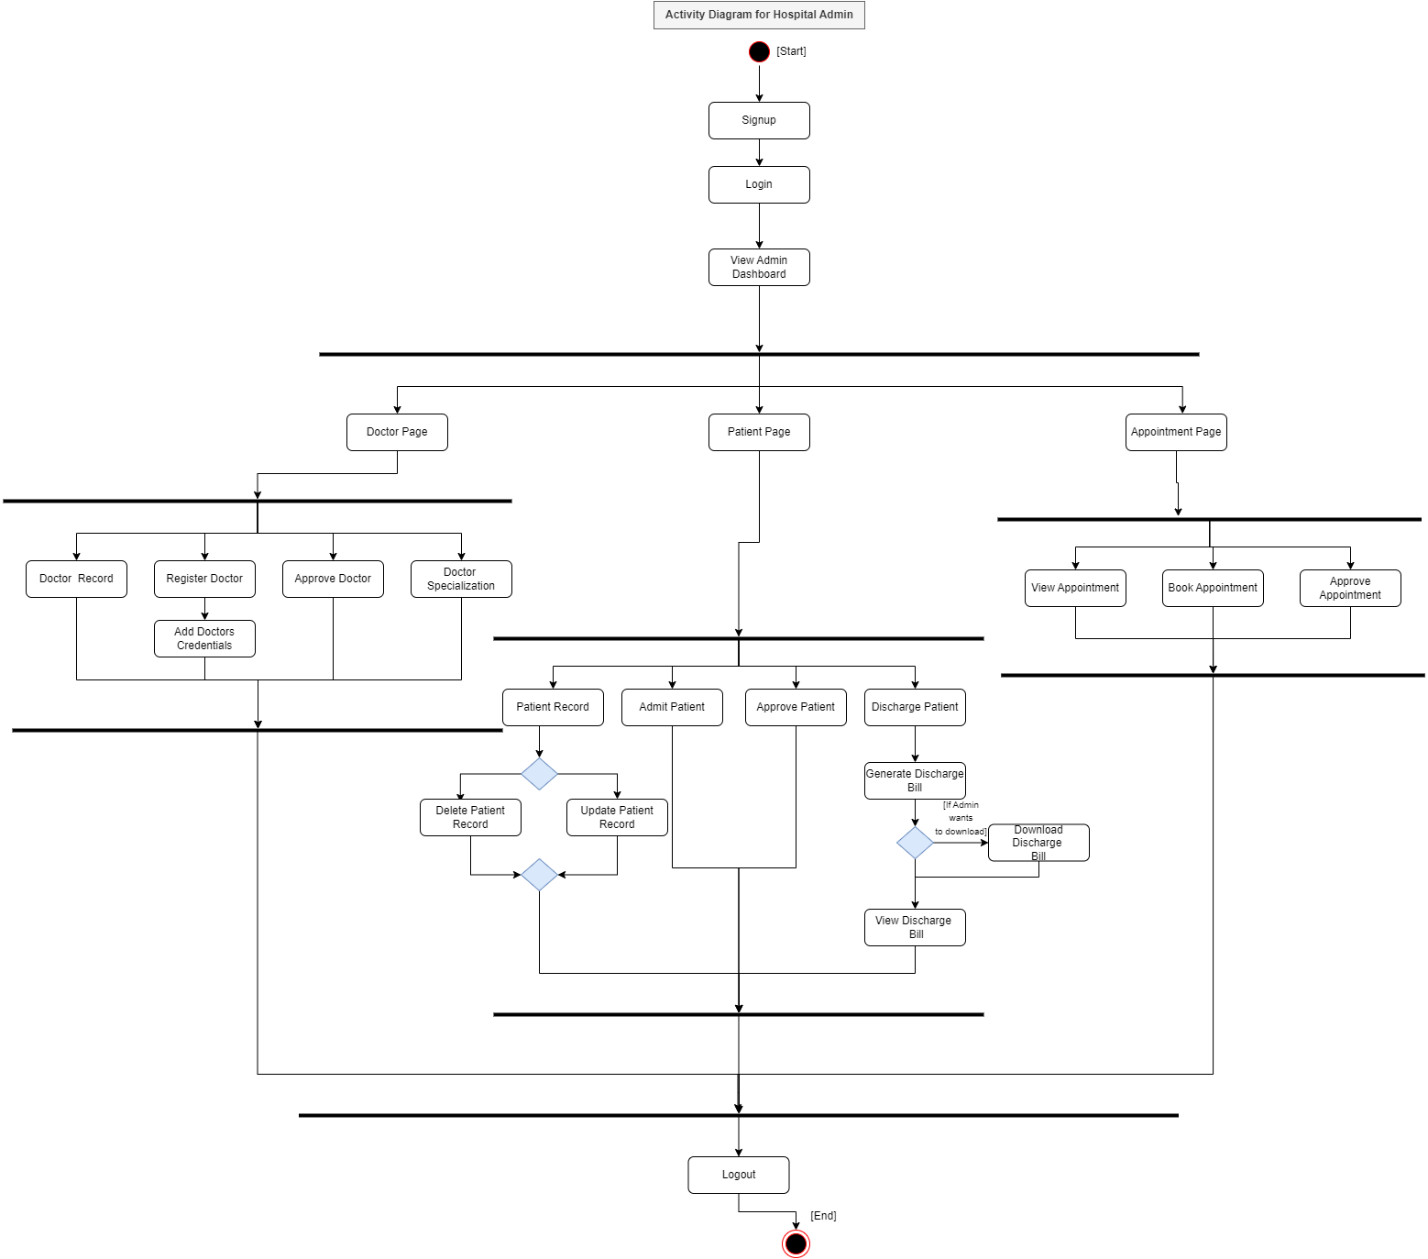 Activity Diagram for Hospital Admin
[Start]
Signup
Login
View Admin
Dashboard
Doctor Page
Patient Page
Appointment Page
Doctor  Record
Register Doctor
Approve Doctor
Doctor
Specialization
View Appointment
Book Appointment
Approve
Appointment
Add Doctors
Credentials
Patient Record
Admit Patient
Approve Patient
Discharge Patient
Generate Discharge
Bill
Delete Patient
Record
Update Patient
Record
[If Admin
wants
to download]
Download
Discharge
Bill
View Discharge
Bill
Logout
[End]